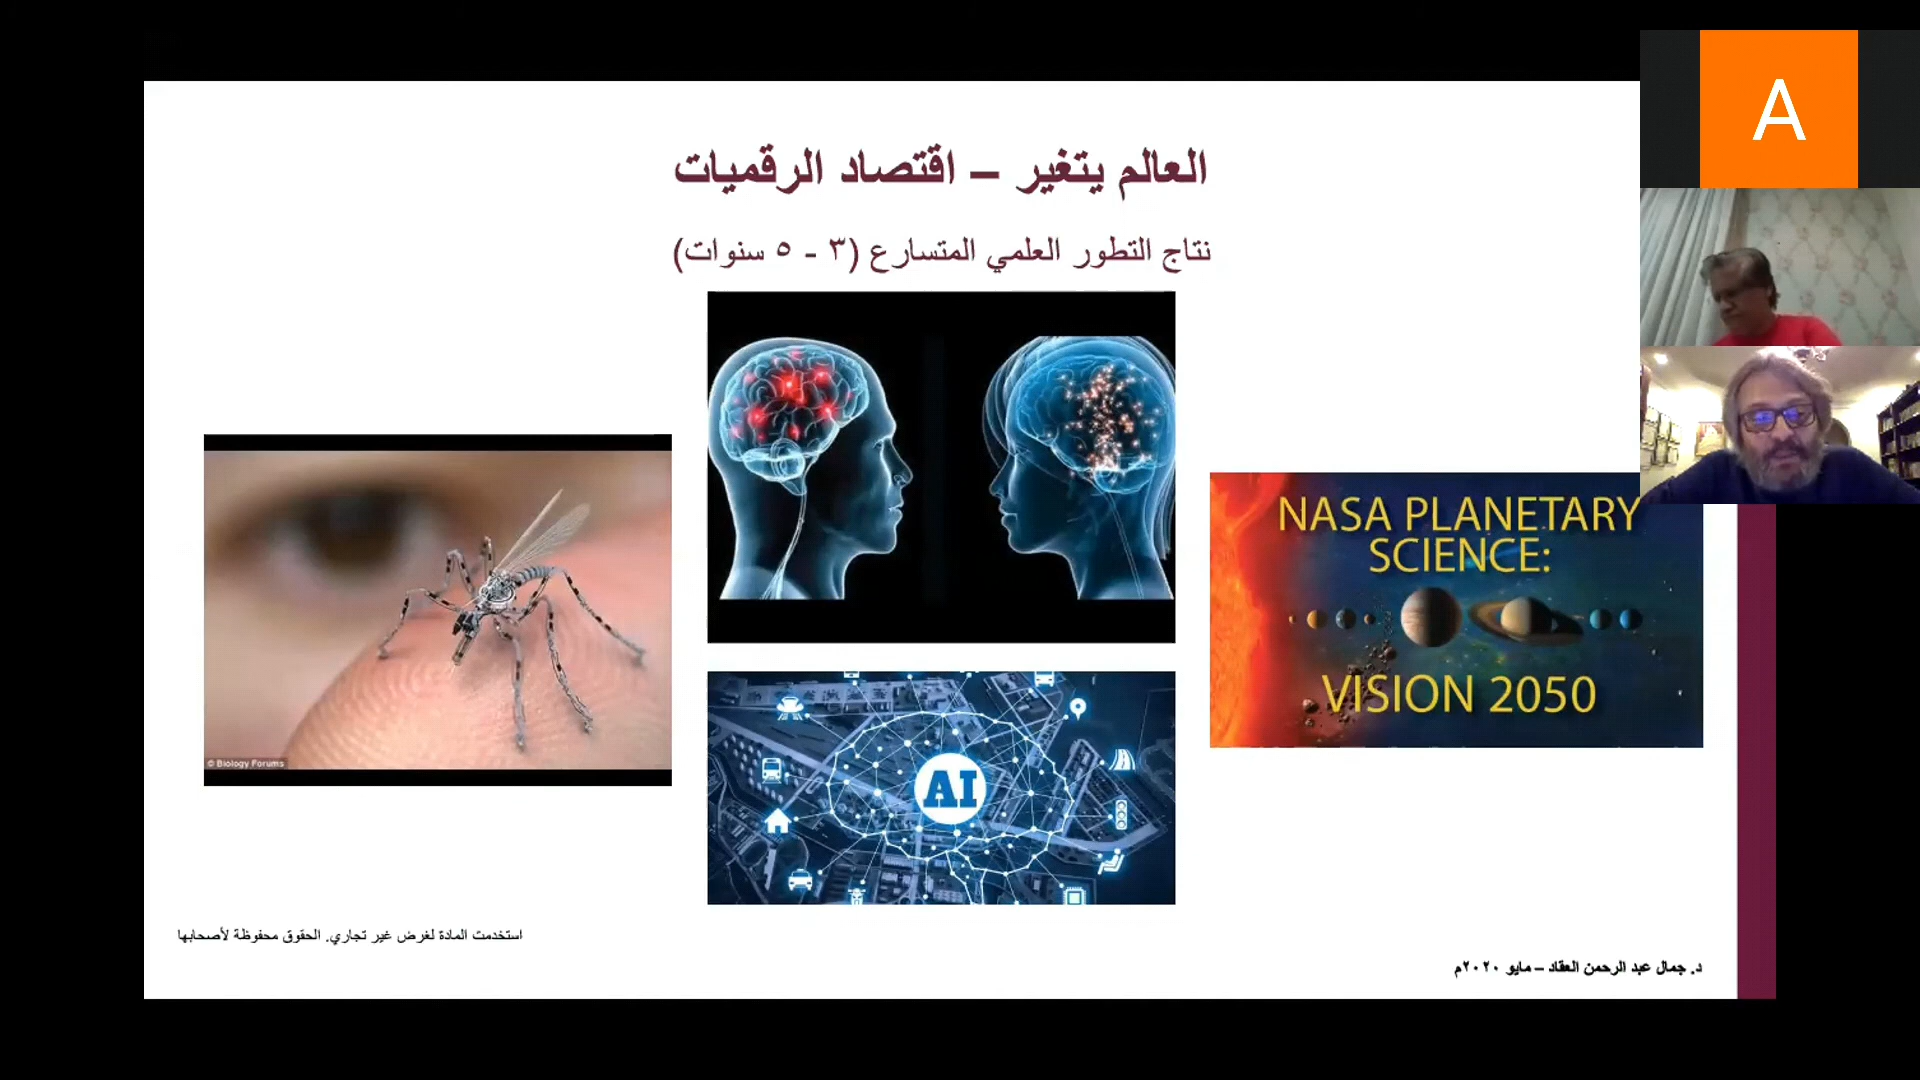 العالم يتغير – اقتصاد الرقميات
نتاج التطور العلمي المتسارع (٣ - ٥ سنوات)
A
NASA PLANETARY
SCIENCE:
VISION 2050
© Biology Forums
AI
استخدمت المادة لغرض غير تجاري. الحقوق محفوظة لأصحابها
د. جمال عبد الرحمن العقاد – مايو ٢٠٢٠م